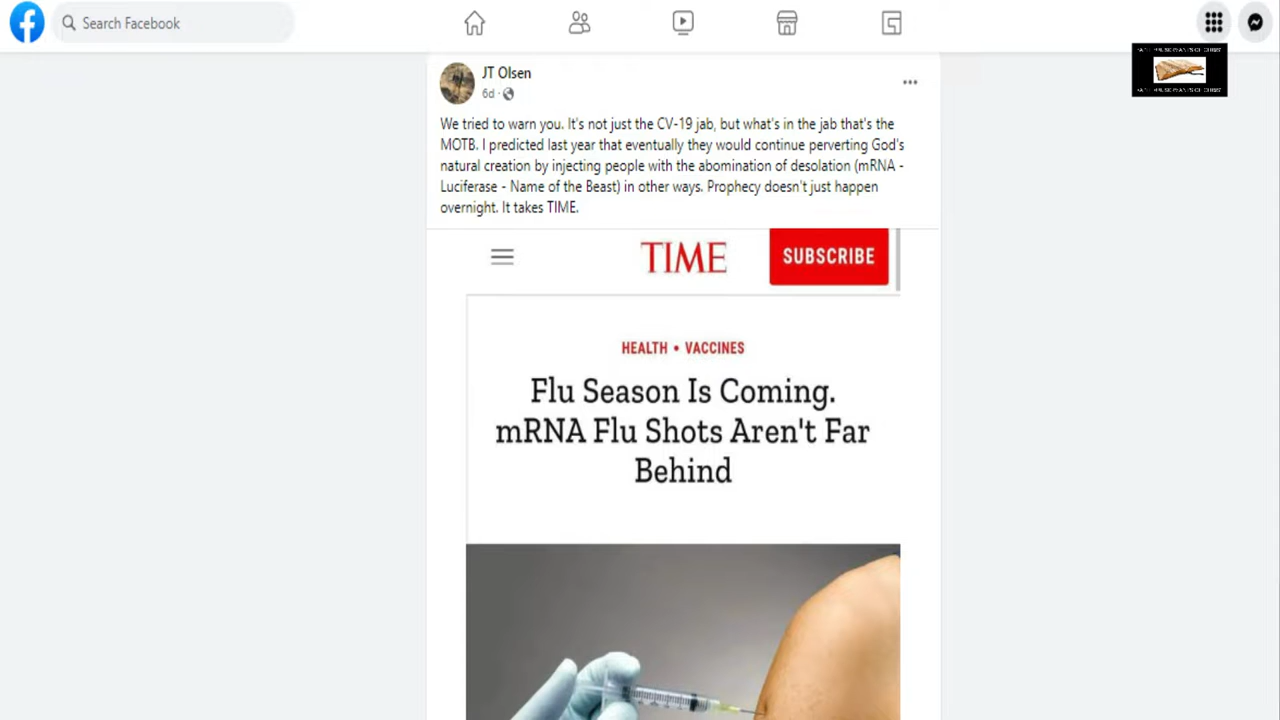 Search Facebook
JT Olsen
6d ·
We tried to warn you. It's not just the CV-19 jab, but what's in the jab that's the
MOTB. I predicted last year that eventually they would continue perverting God's
natural creation by injecting people with the abomination of desolation (mRNA -
Luciferase - Name of the Beast) in other ways. Prophecy doesn't just happen
overnight. It takes TIME.
TIME
SUBSCRIBE
HEALTH • VACCINES
Flu Season Is Coming.
mRNA Flu Shots Aren't Far
Behind